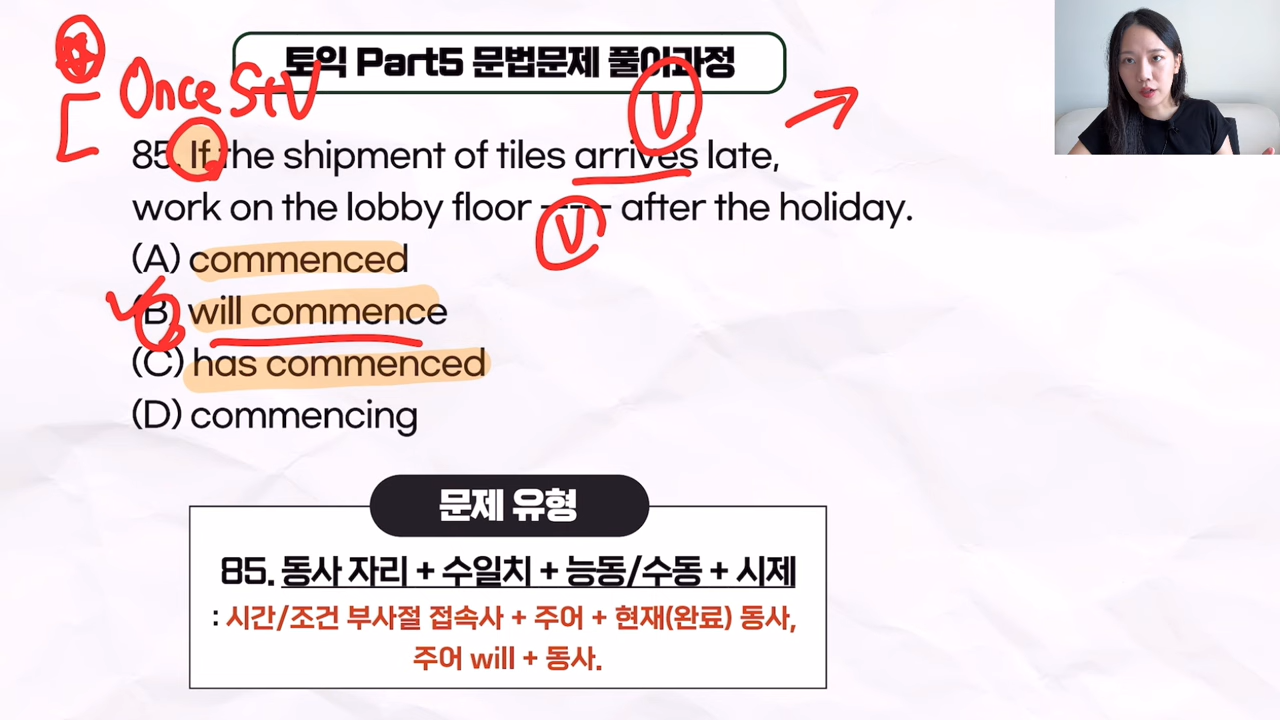 토익 Part5 문법문제 풀이과정
Once S+V
V
85. If the shipment of tiles arrives late,
work on the lobby floor ----- after the holiday.
V
(A) commenced
(B) will commence
(C) has commenced
(D) commencing
문제 유형
85. 동사 자리 + 수일치 + 능동/수동 + 시제
: 시간/조건 부사절 접속사 + 주어 + 현재(완료) 동사,
주어 will + 동사.